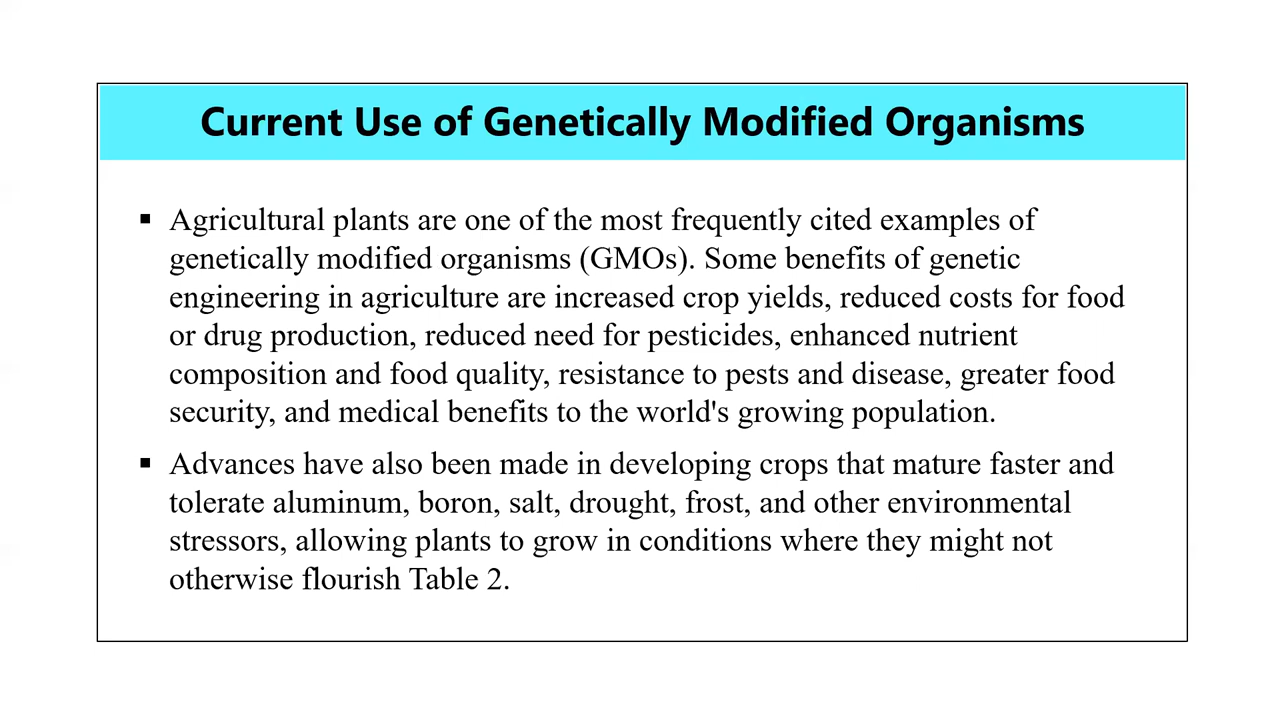 Current Use of Genetically Modified Organisms
▪ Agricultural plants are one of the most frequently cited examples of
genetically modified organisms (GMOs). Some benefits of genetic
engineering in agriculture are increased crop yields, reduced costs for food
or drug production, reduced need for pesticides, enhanced nutrient
composition and food quality, resistance to pests and disease, greater food
security, and medical benefits to the world's growing population.
▪ Advances have also been made in developing crops that mature faster and
tolerate aluminum, boron, salt, drought, frost, and other environmental
stressors, allowing plants to grow in conditions where they might not
otherwise flourish Table 2.